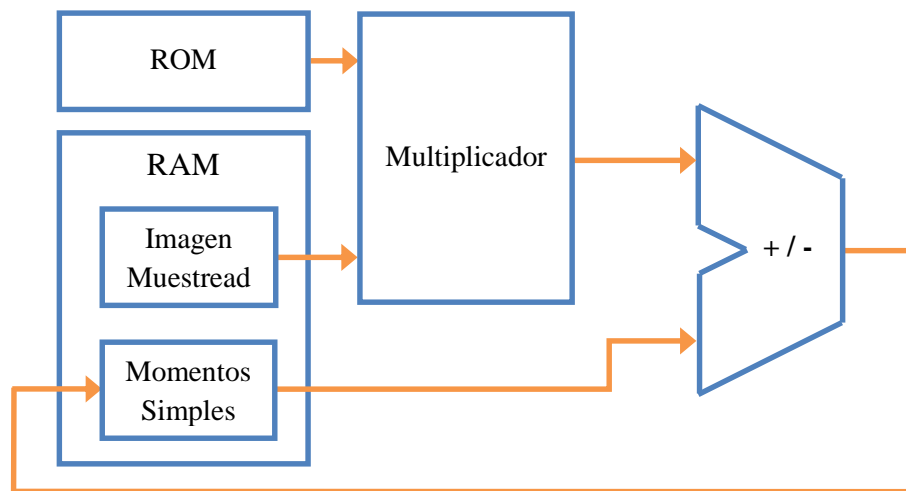 ROM
RAM
Multiplicador
Imagen
Muestread
+ / -
Momentos
Simples